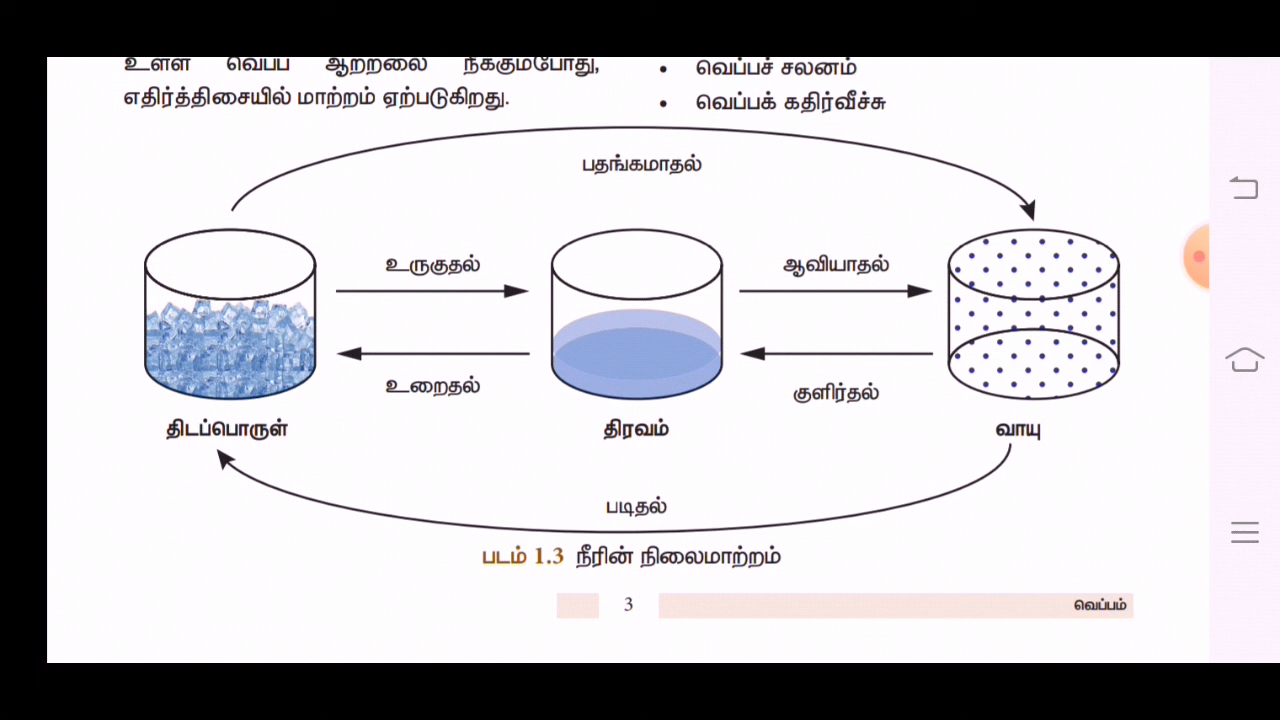 உள்ள வெப்ப ஆற்றலை நீக்கும்போது,
எதிர்த்திசையில் மாற்றம் ஏற்படுகிறது.
• வெப்பச் சலனம்
• வெப்பக் கதிர்வீச்சு
பதங்கமாதல்
உருகுதல்
ஆவியாதல்
உறைதல்
குளிர்தல்
திடப்பொருள்
திரவம்
வாயு
படிதல்
படம் 1.3 நீரின் நிலைமாற்றம்
3
வெப்பம்